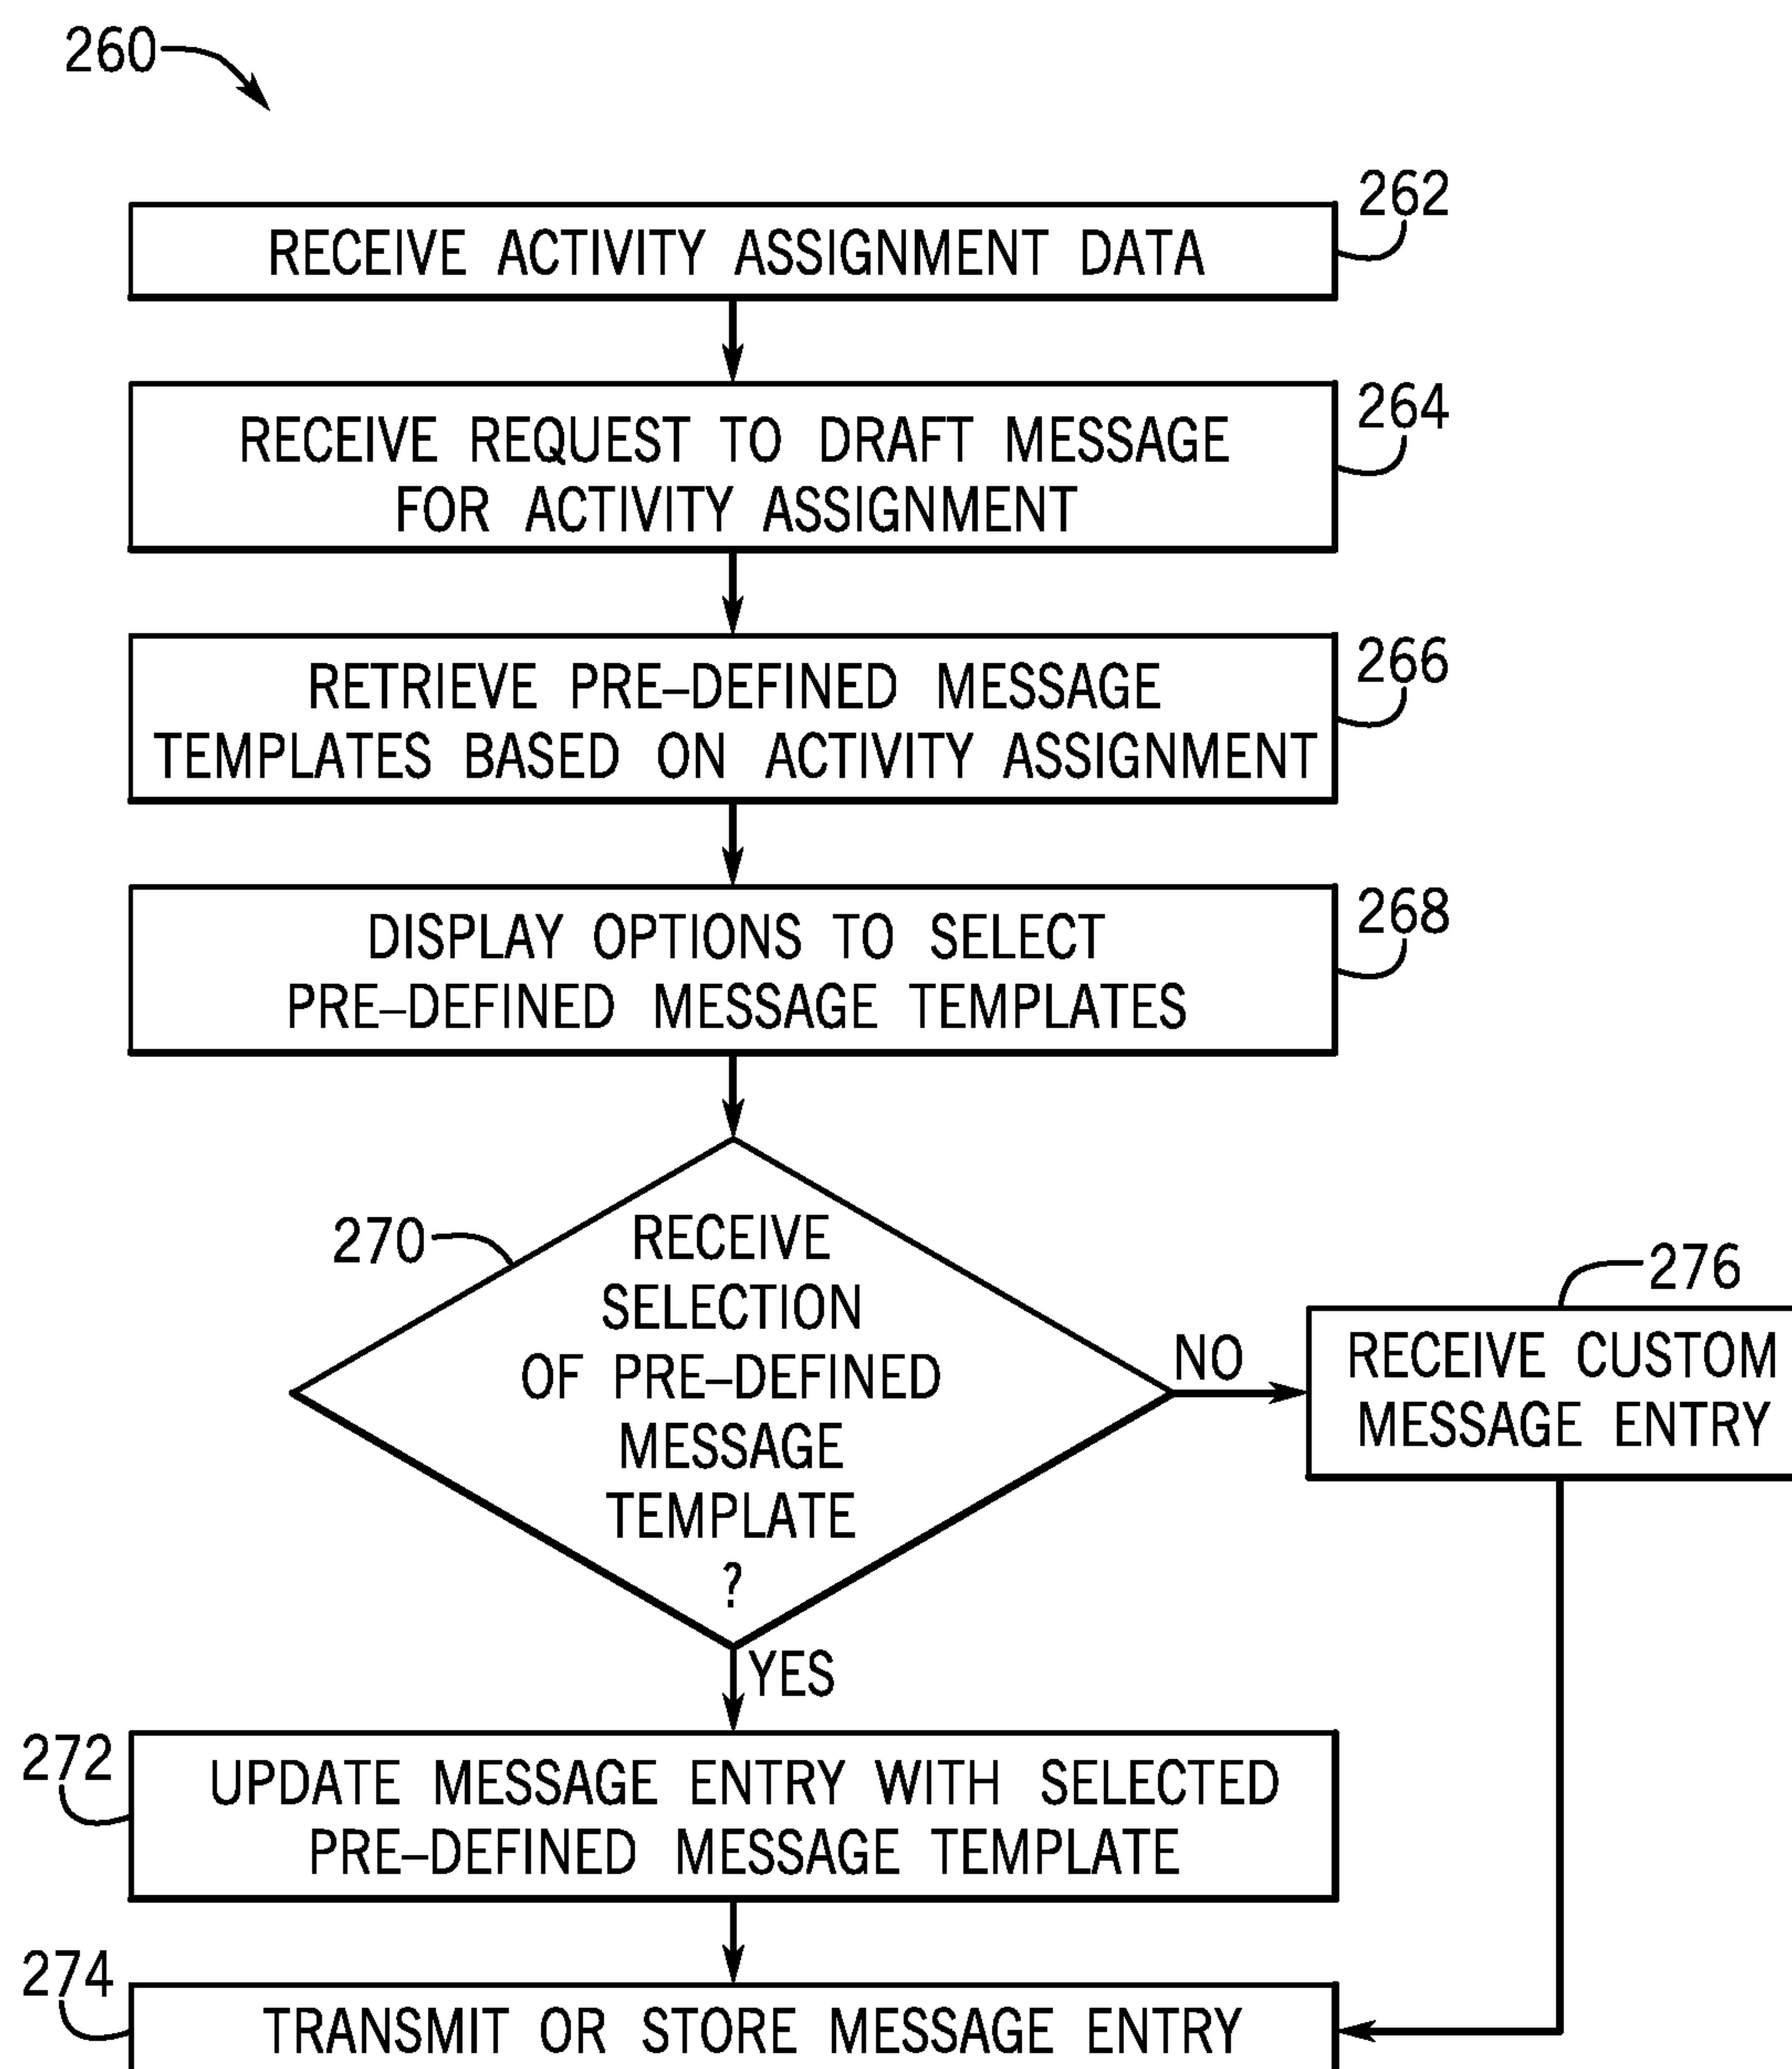 260
262
RECEIVE ACTIVITY ASSIGNMENT DATA
264
RECEIVE REQUEST TO DRAFT MESSAGE
FOR ACTIVITY ASSIGNMENT
266
RETRIEVE PRE–DEFINED MESSAGE
TEMPLATES BASED ON ACTIVITY ASSIGNMENT
268
DISPLAY OPTIONS TO SELECT
PRE–DEFINED MESSAGE TEMPLATES
270
RECEIVE
SELECTION
OF PRE–DEFINED
MESSAGE
TEMPLATE
?
NO
276
RECEIVE CUSTOM
MESSAGE ENTRY
YES
272
UPDATE MESSAGE ENTRY WITH SELECTED
PRE–DEFINED MESSAGE TEMPLATE
274
TRANSMIT OR STORE MESSAGE ENTRY